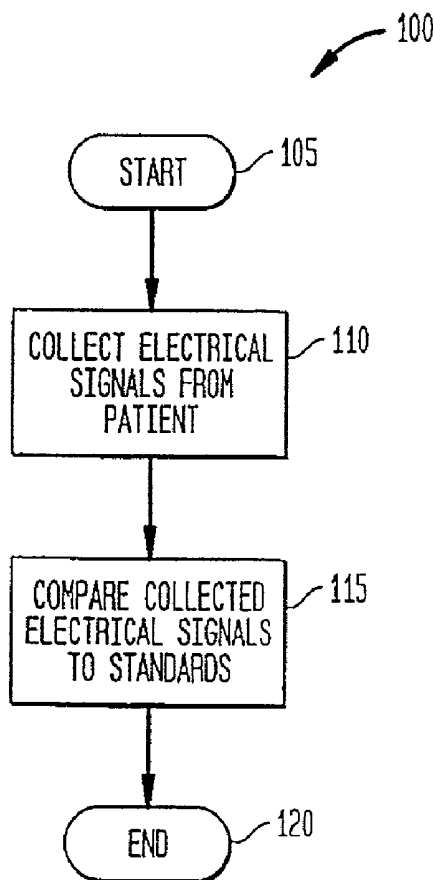 100
START
105
COLLECT ELECTRICAL
SIGNALS FROM
PATIENT
110
COMPARE COLLECTED
ELECTRICAL SIGNALS
TO STANDARDS
115
END
120